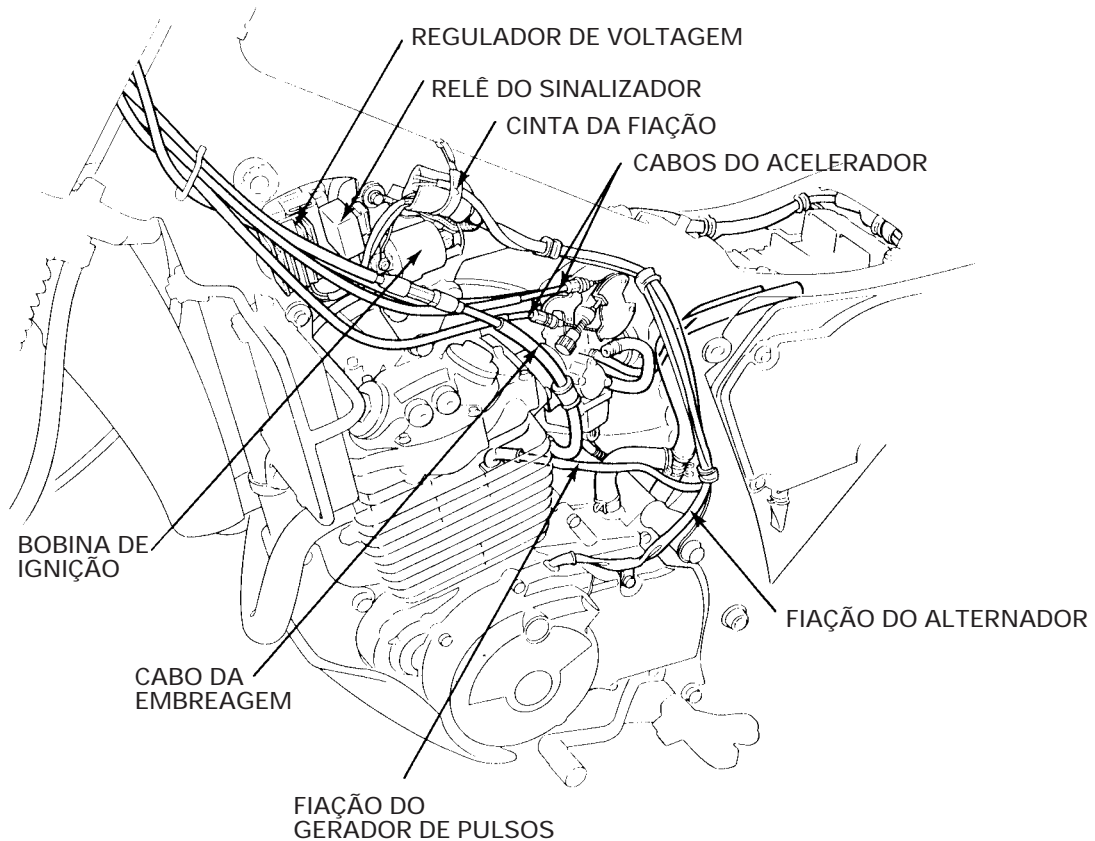 REGULADOR DE VOLTAGEM
RELÊ DO SINALIZADOR
CINTA DA FIAÇÃO
CABOS DO ACELERADOR
BOBINA DE
IGNIÇÃO
FIAÇÃO DO ALTERNADOR
CABO DA
EMBREAGEM
FIAÇÃO DO
GERADOR DE PULSOS